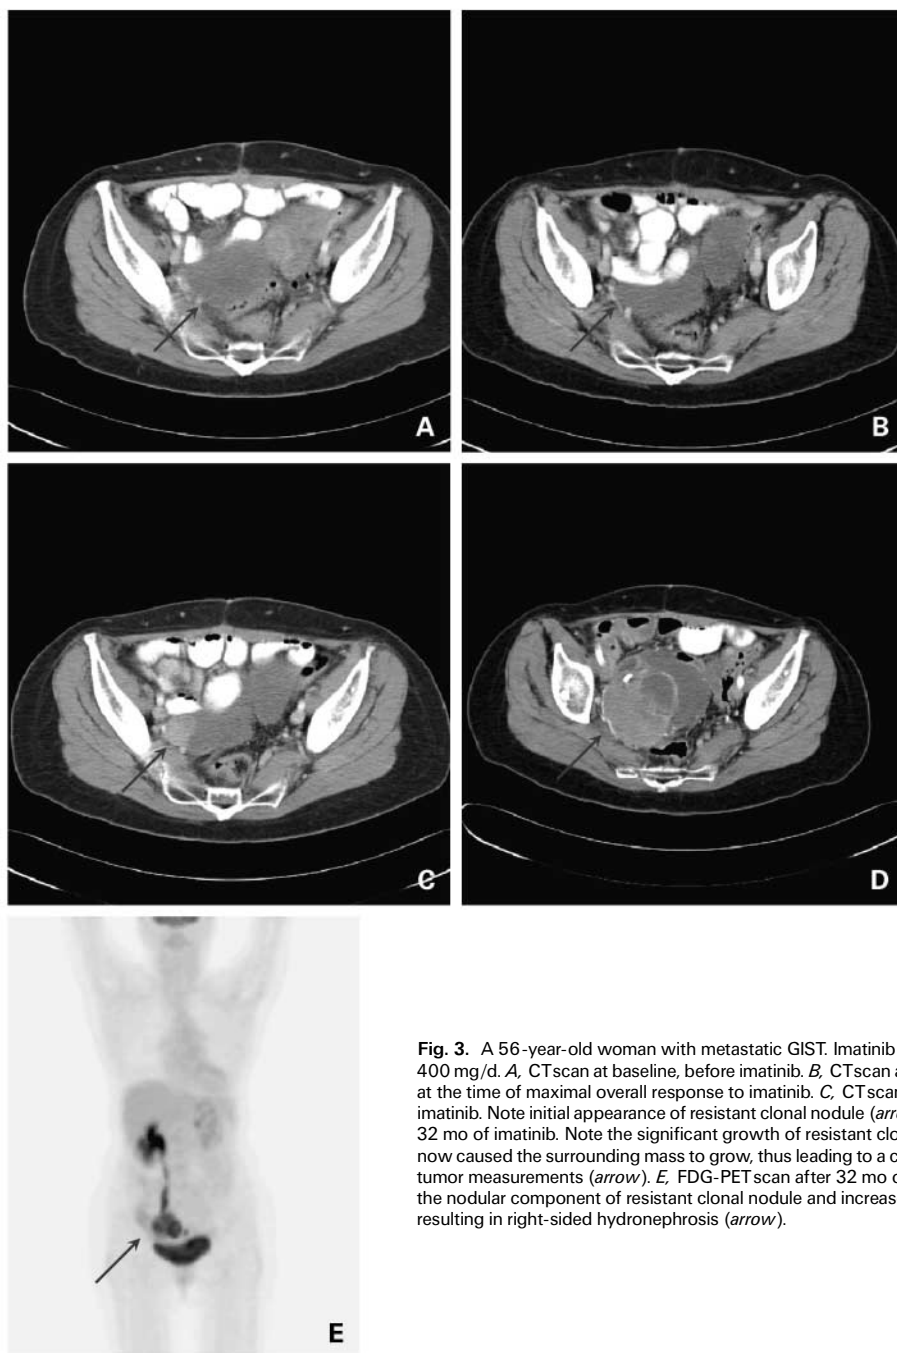 A
B
C
D
E
Fig. 3. A 56-year-old woman with metastatic GIST. Imatinib
400 mg/d. A, CT scan at baseline, before imatinib. B, CT scan a
at the time of maximal overall response to imatinib. C, CT scan
imatinib. Note initial appearance of resistant clonal nodule (arr
32 mo of imatinib. Note the significant growth of resistant clo
now caused the surrounding mass to grow, thus leading to a c
tumor measurements (arrow). E, FDG-PET scan after 32 mo o
the nodular component of resistant clonal nodule and increas
resulting in right-sided hydronephrosis (arrow).